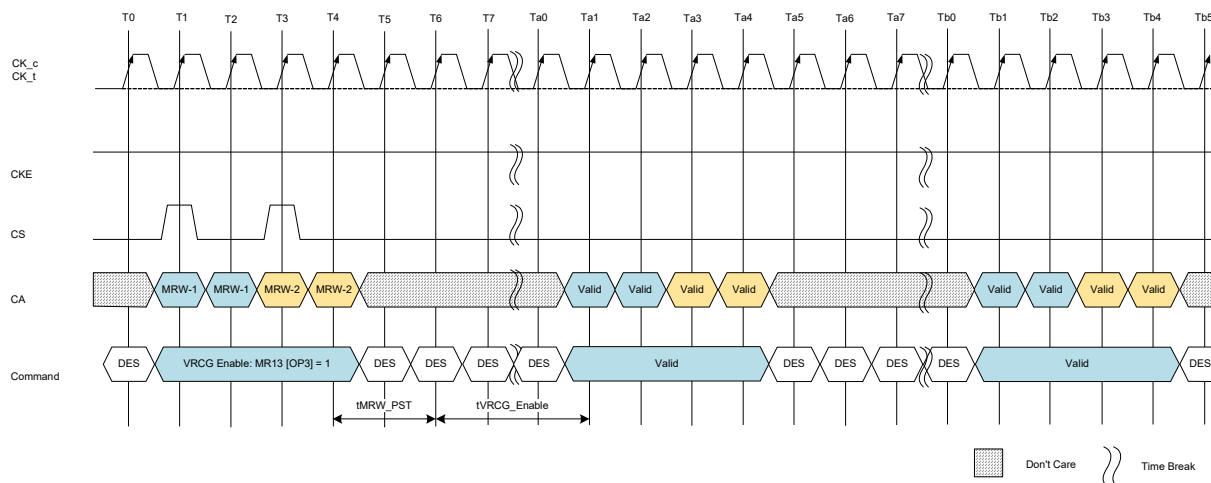 T0 T1 T2 T3 T4 T5 T6 T7 Ta0 Ta1 Ta2 Ta3 Ta4 Ta5 Ta6 Ta7 Tb0 Tb1 Tb2 Tb3 Tb4 Tb5
CK_c
CK_t
CKE
CS
CA MRW-1 MRW-1 MRW-2 MRW-2 Valid Valid Valid Valid Valid Valid Valid Valid
Command DES VRCG Enable: MR13 [OP3] = 1 DES DES DES DES Valid DES DES DES DES Valid DES
tMRW_PST tVRCG_Enable
Don't Care Time Break